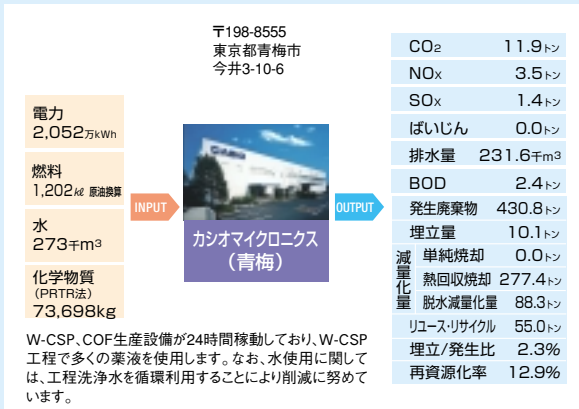 〒198-8555
東京都青梅市
今井3-10-6
電力
2,052万kWh
燃料
1,202㎘ 原油換算
水
273千m3
化学物質
(PRTR法)
73,698kg
INPUT
CASIO
カシオマイクロニクス
(青梅)
OUTPUT
CO2 11.9トン
NOx 3.5トン
SOx 1.4トン
ばいじん 0.0トン
排水量 231.6千m3
BOD 2.4トン
発生廃棄物 430.8トン
埋立量 10.1トン
減量化量
単純焼却 0.0トン
熱回収焼却 277.4トン
脱水減量化量 88.3トン
リユース・リサイクル 55.0トン
埋立/発生比 2.3%
再資源化率 12.9%
W-CSP、COF生産設備が24時間稼動しており、W-CSP
工程で多くの薬液を使用します。なお、水使用に関して
は、工程洗浄水を循環利用することにより削減に努めて
います。